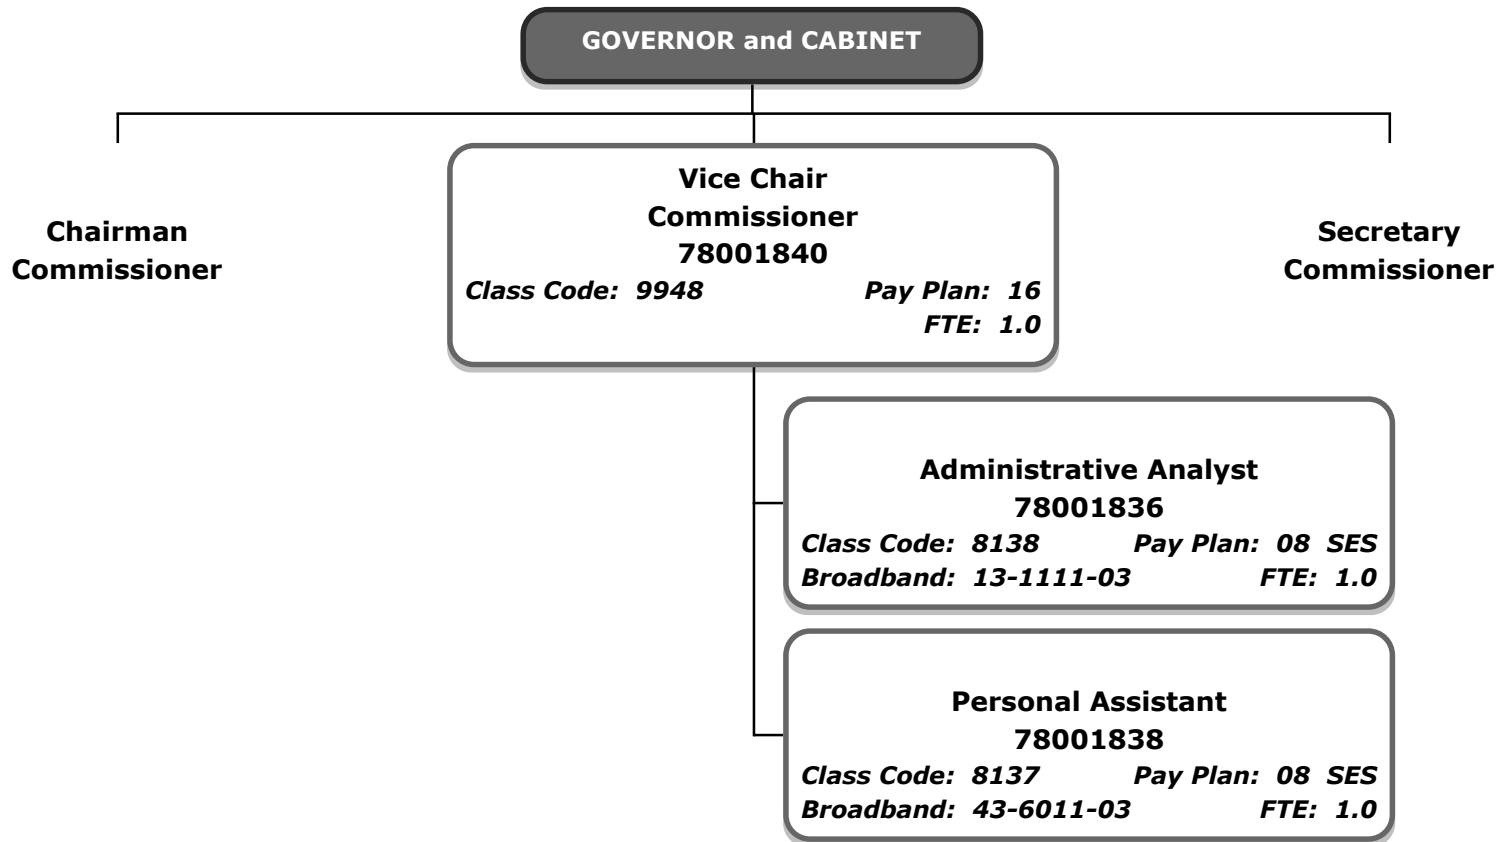 GOVERNOR and CABINET
Chairman
Commissioner
Vice Chair
Commissioner
78001840
Class Code: 9948 Pay Plan: 16
FTE: 1.0
Secretary
Commissioner
Administrative Analyst
78001836
Class Code: 8138 Pay Plan: 08 SES
Broadband: 13-1111-03 FTE: 1.0
Personal Assistant
78001838
Class Code: 8137 Pay Plan: 08 SES
Broadband: 43-6011-03 FTE: 1.0